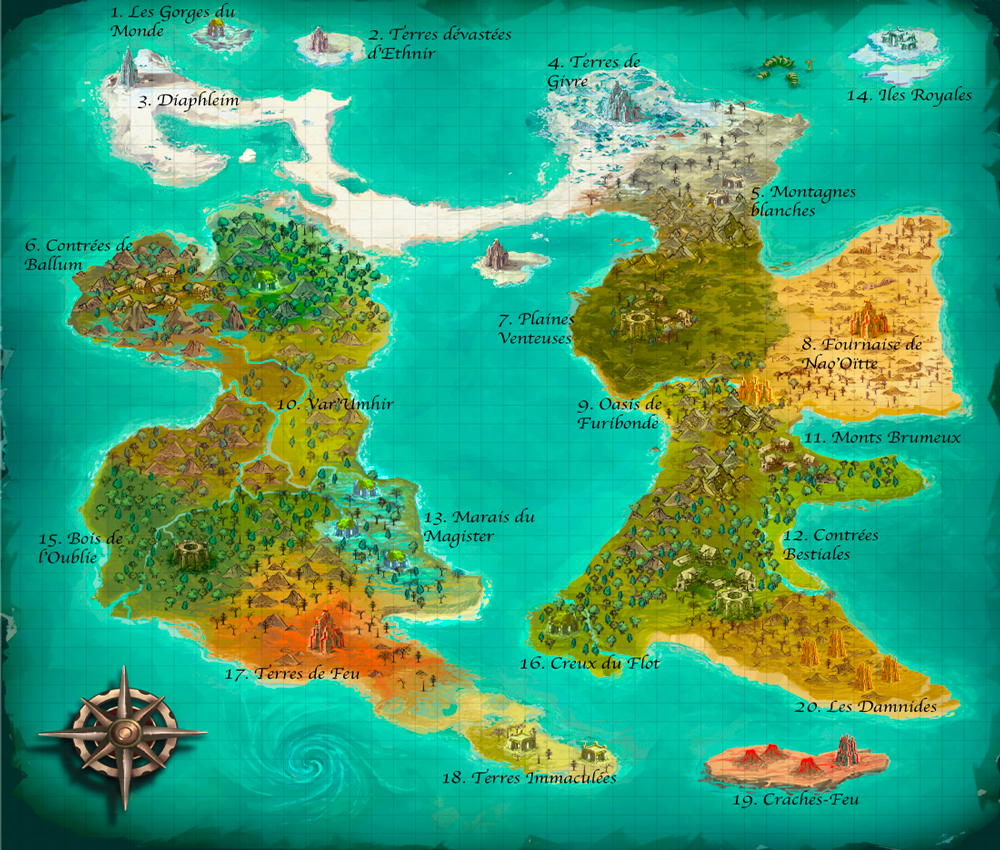 1. Les Gorges du
Monde
2. Terres dévastées
d'Ethnir
3. Diaphleim
4. Terres de
Givre
14. Iles Royales
5. Montagnes
blanches
6. Contrées de
Ballum
7. Plaines
Venteuses
8. Fournaise de
Nao'Oïtte
9. Oasis de
Furibonde
10. Var'Umhir
11. Monts Brumeux
12. Contrées
Bestiales
13. Marais du
Magister
15. Bois de
l'Oublie
16. Creux du Flot
17. Terres de Feu
20. Les Damnides
18. Terres Immaculées
19. Craches-Feu